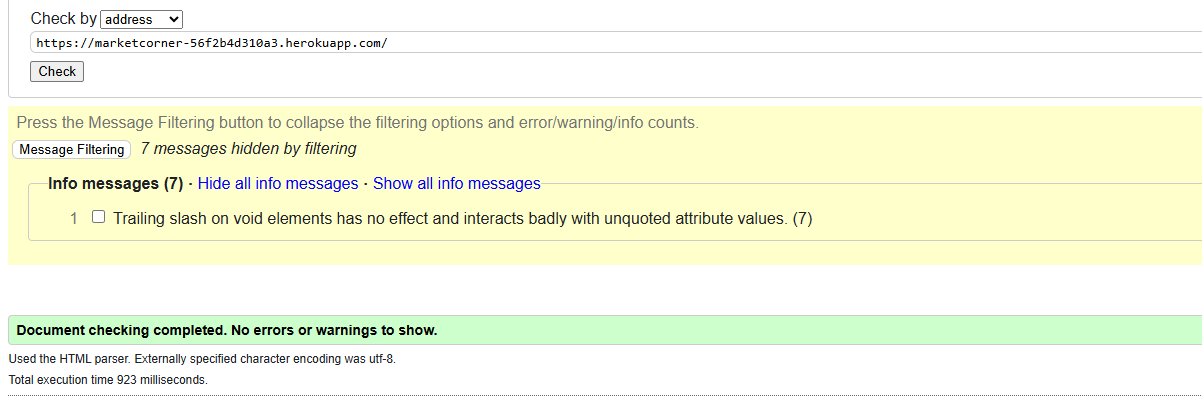 Check by address
https://marketcorner-56f2b4d310a3.herokuapp.com/
Check
Press the Message Filtering button to collapse the filtering options and error/warning/info counts.
Message Filtering 7 messages hidden by filtering
Info messages (7) · Hide all info messages · Show all info messages
1 Trailing slash on void elements has no effect and interacts badly with unquoted attribute values. (7)
Document checking completed. No errors or warnings to show.
Used the HTML parser. Externally specified character encoding was utf-8.
Total execution time 923 milliseconds.